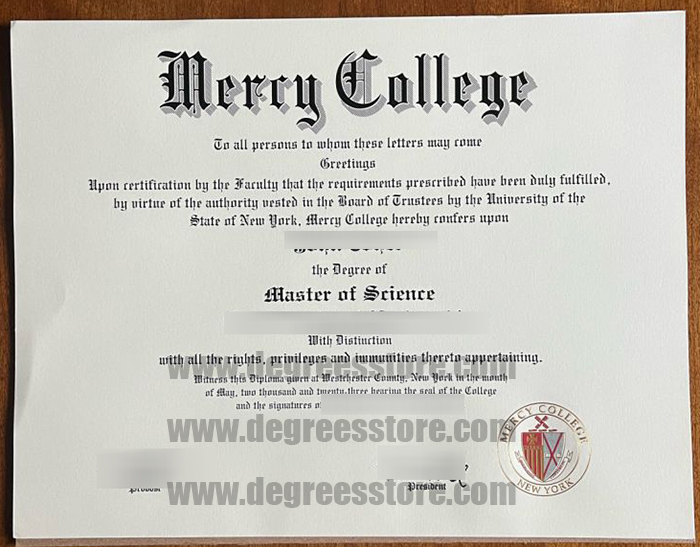 Mercy College
To all persons to whom these letters may come
Greetings
Upon certification by the Faculty that the requirements prescribed have been duly fulfilled,
by virtue of the authority vested in the Board of Trustees by the University of the
State of New York, Mercy College hereby confers upon
the Degree of
Master of Science
With Distinction
with all the rights, privileges and immunities thereto appertaining.
www.degreesstore.com
Witness this Diploma given at Westchester County, New York in the month
of May, two thousand and twenty-three bearing the seal of the College
and the signatures of
www.degreesstore.com
MERCY COLLEGE
NEW YORK
Provost
President
www.degreesstore.com